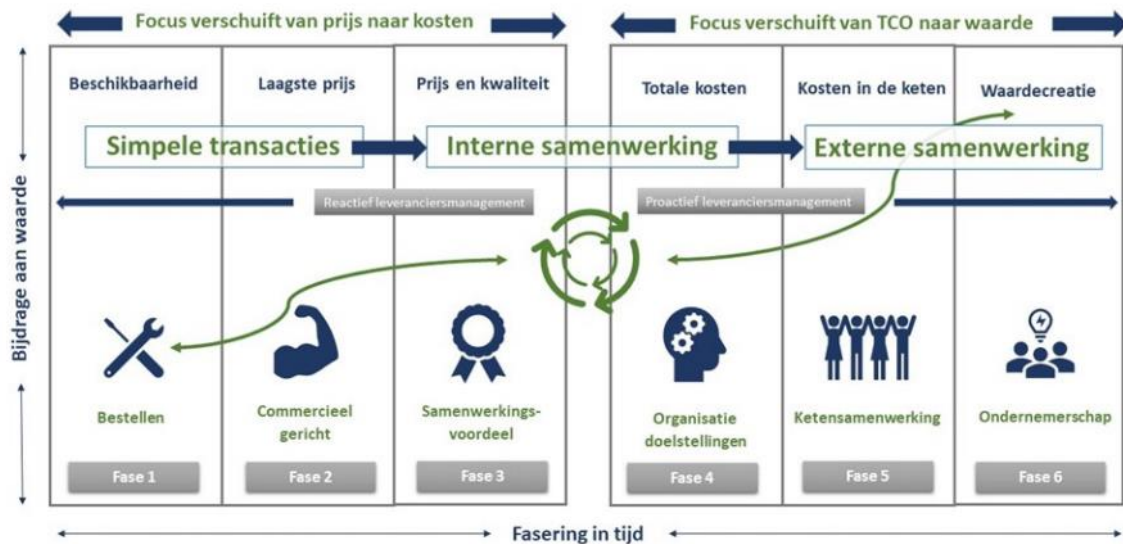 Focus verschuift van prijs naar kosten
Focus verschuift van TCO naar waarde
Beschikbaarheid
Laagste prijs
Prijs en kwaliteit
Totale kosten
Kosten in de keten
Waardecreatie
Simpele transacties
Interne samenwerking
Externe samenwerking
Reactief leveranciersmanagement
Proactief leveranciersmanagement
Bijdrage aan waarde
Bestellen
Commercieel
gericht
Samenwerkings-
voordeel
Organisatie
doelstellingen
Ketensamenwerking
Ondernemerschap
Fase 1
Fase 2
Fase 3
Fase 4
Fase 5
Fase 6
Fasering in tijd